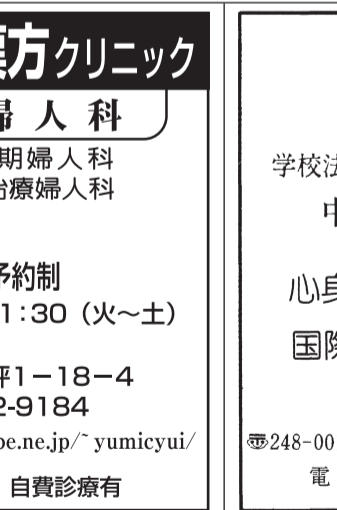 漢方クリニック
婦人科
期婦人科
治療婦人科
予約制
1:30（火～土）
坪1－18－4
2-9184
be.ne.jp/~yumicyui/
自費診療有
学校法
中
心身
国際
〠248-00
電